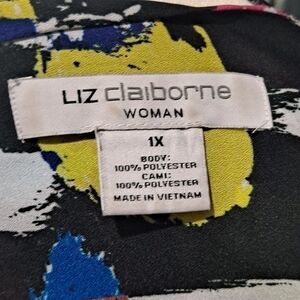 LIZ claiborne
WOMAN
1X
BODY:
100% POLYESTER
CAMI:
100% POLYESTER
MADE IN VIETNAM